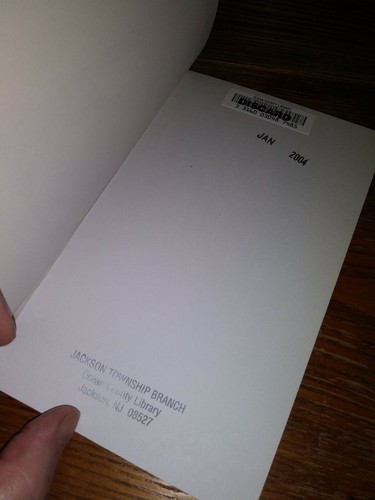 DISCARD
JAN 2004
JACKSON TOWNSHIP BRANCH
Ocean County Library
Jackson, NJ 08527